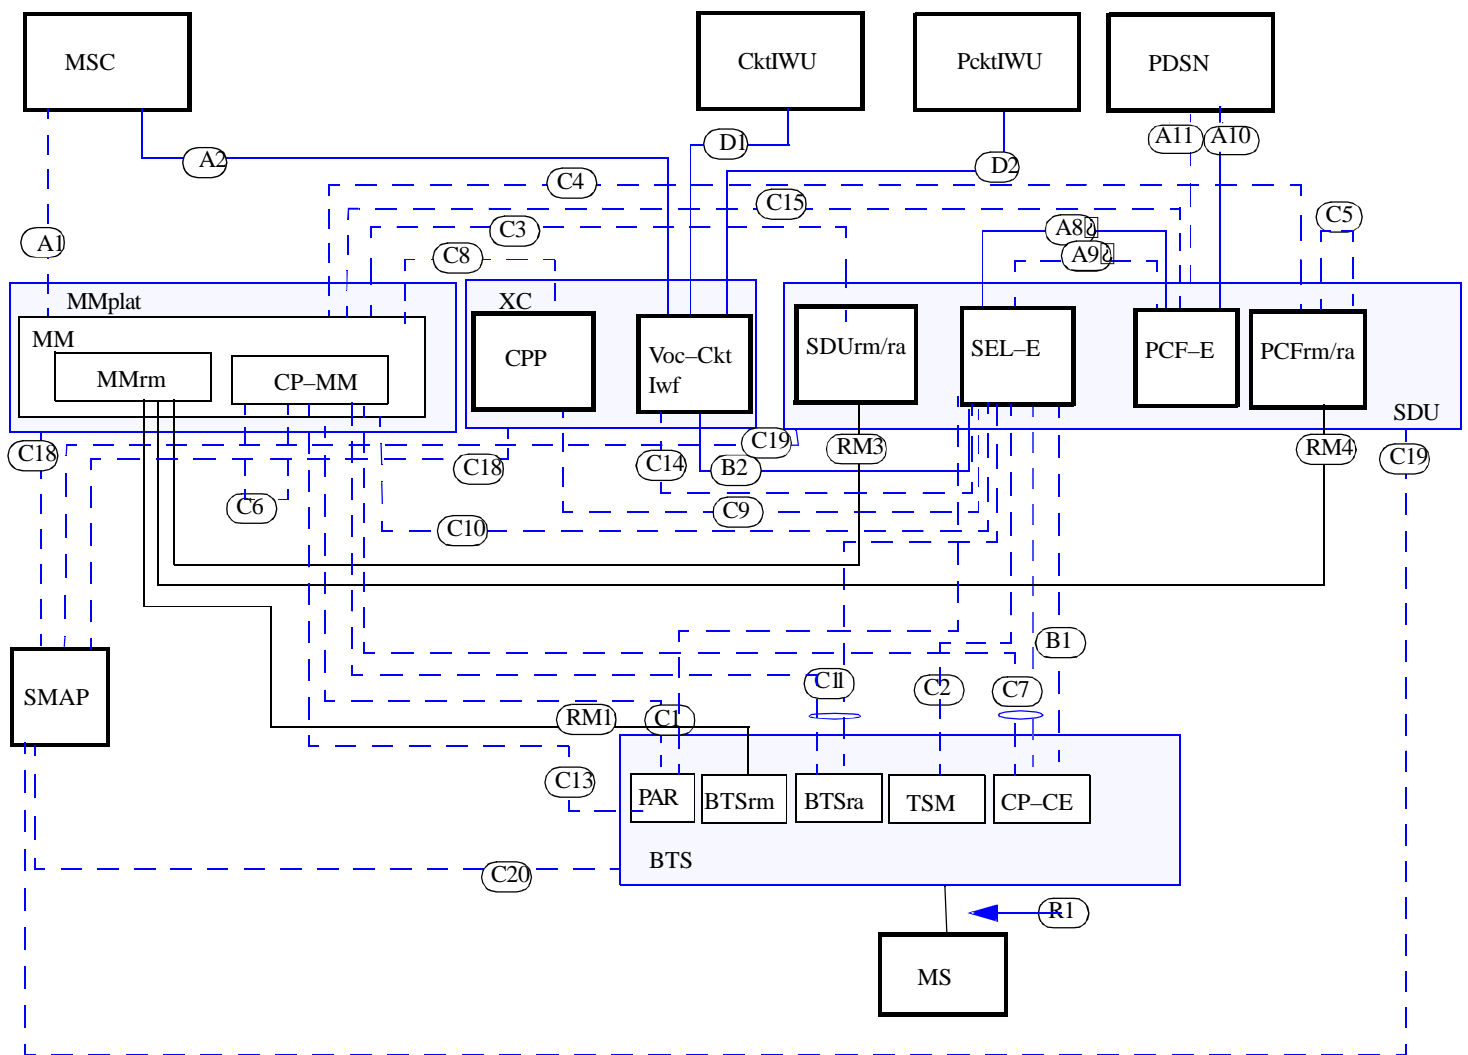 MSC
CktIWU
PcktIWU
PDSN
A2
D1
D2
A11
A10
C4
C15
C3
C8
A1
A8
A9
C5
MMplat
XC
MM
MMrm
CP–MM
CPP
Voc–Ckt
Iwf
SDUrm/ra
SEL–E
PCF–E
PCFrm/ra
SDU
C18
C18
C19
C14
B2
RM3
RM4
C19
C6
C9
C10
B1
SMAP
C11
C2
C7
RM1
C1
C13
PAR
BTSrm
BTSra
TSM
CP–CE
BTS
C20
R1
MS